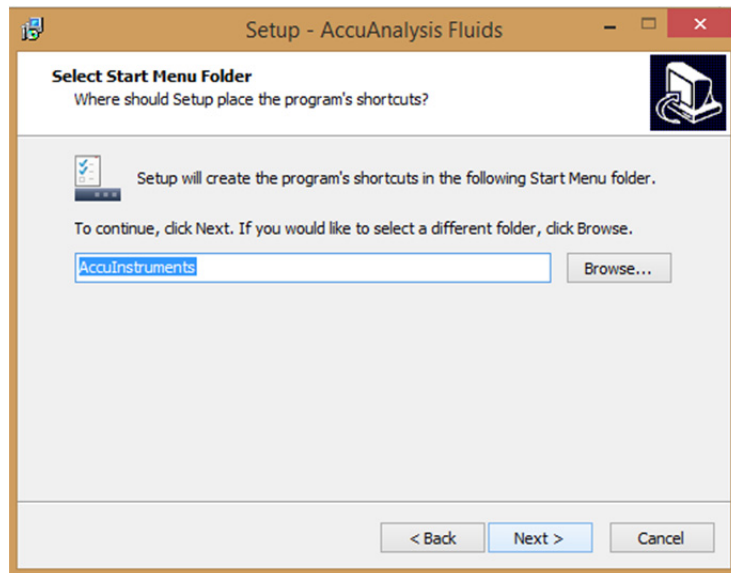 Setup - AccuAnalysis Fluids
Select Start Menu Folder
Where should Setup place the program's shortcuts?
Setup will create the program's shortcuts in the following Start Menu folder.
To continue, click Next. If you would like to select a different folder, click Browse.
AccuInstruments
Browse...
< Back
Next >
Cancel